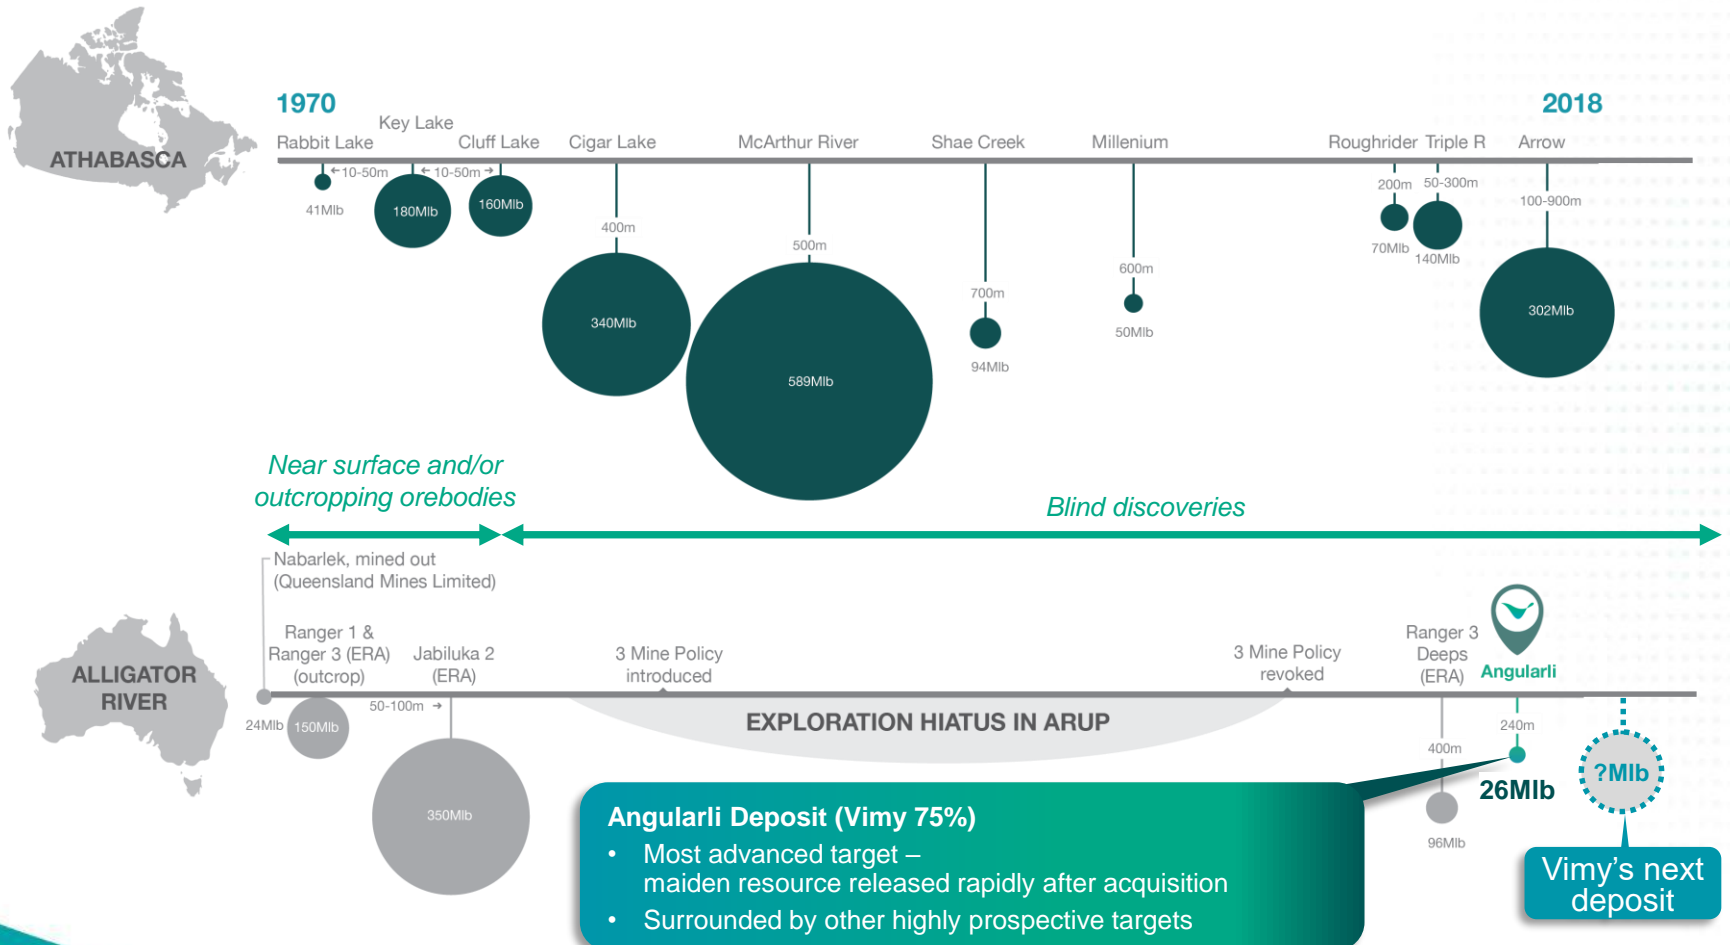 ATHABASCA
1970
2018
Rabbit Lake
Key Lake
Cluff Lake
Cigar Lake
McArthur River
Shae Creek
Millenium
Roughrider
Triple R
Arrow
←10-50m
←10-50m→
41Mlb
180Mlb
160Mlb
400m
340Mlb
500m
589Mlb
700m
94Mlb
600m
50Mlb
200m
70Mlb
50-300m
140Mlb
100-900m
302Mlb
Near surface and/or
outcropping orebodies
Blind discoveries
Nabarlek, mined out
(Queensland Mines Limited)
ALLIGATOR
RIVER
Ranger 1 &
Ranger 3 (ERA)
(outcrop)
Jabiluka 2
(ERA)
3 Mine Policy
introduced
3 Mine Policy
revoked
Ranger 3
Deeps
(ERA)
Angularli
24Mlb
150Mlb
50-100m →
350Mlb
EXPLORATION HIATUS IN ARUP
400m
96Mlb
240m
26Mlb
?Mlb
Angularli Deposit (Vimy 75%)
• Most advanced target –
maiden resource released rapidly after acquisition
• Surrounded by other highly prospective targets
Vimy's next
deposit